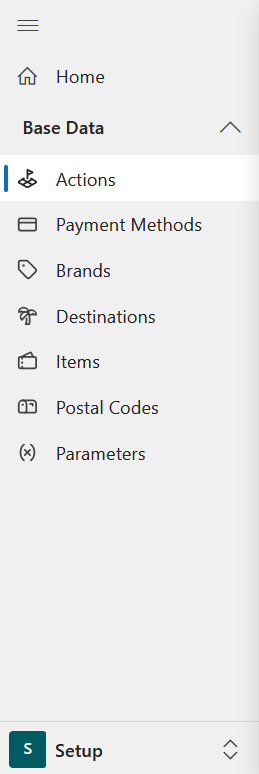 Home
Base Data
Actions
Payment Methods
Brands
Destinations
Items
Postal Codes
Parameters
S Setup